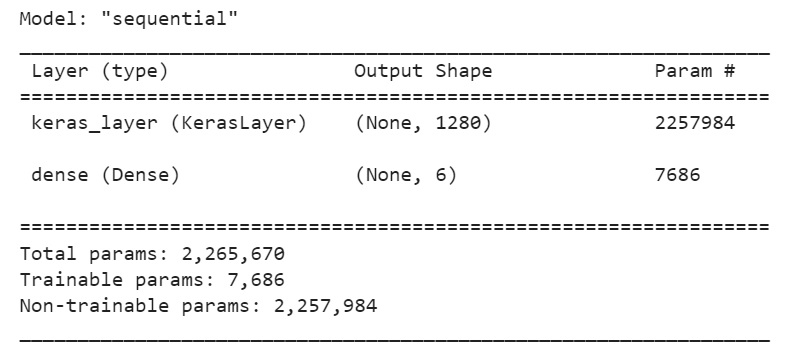 Model: "sequential"
Layer (type) Output Shape Param #
keras_layer (KerasLayer) (None, 1280) 2257984
dense (Dense) (None, 6) 7686
Total params: 2,265,670
Trainable params: 7,686
Non-trainable params: 2,257,984